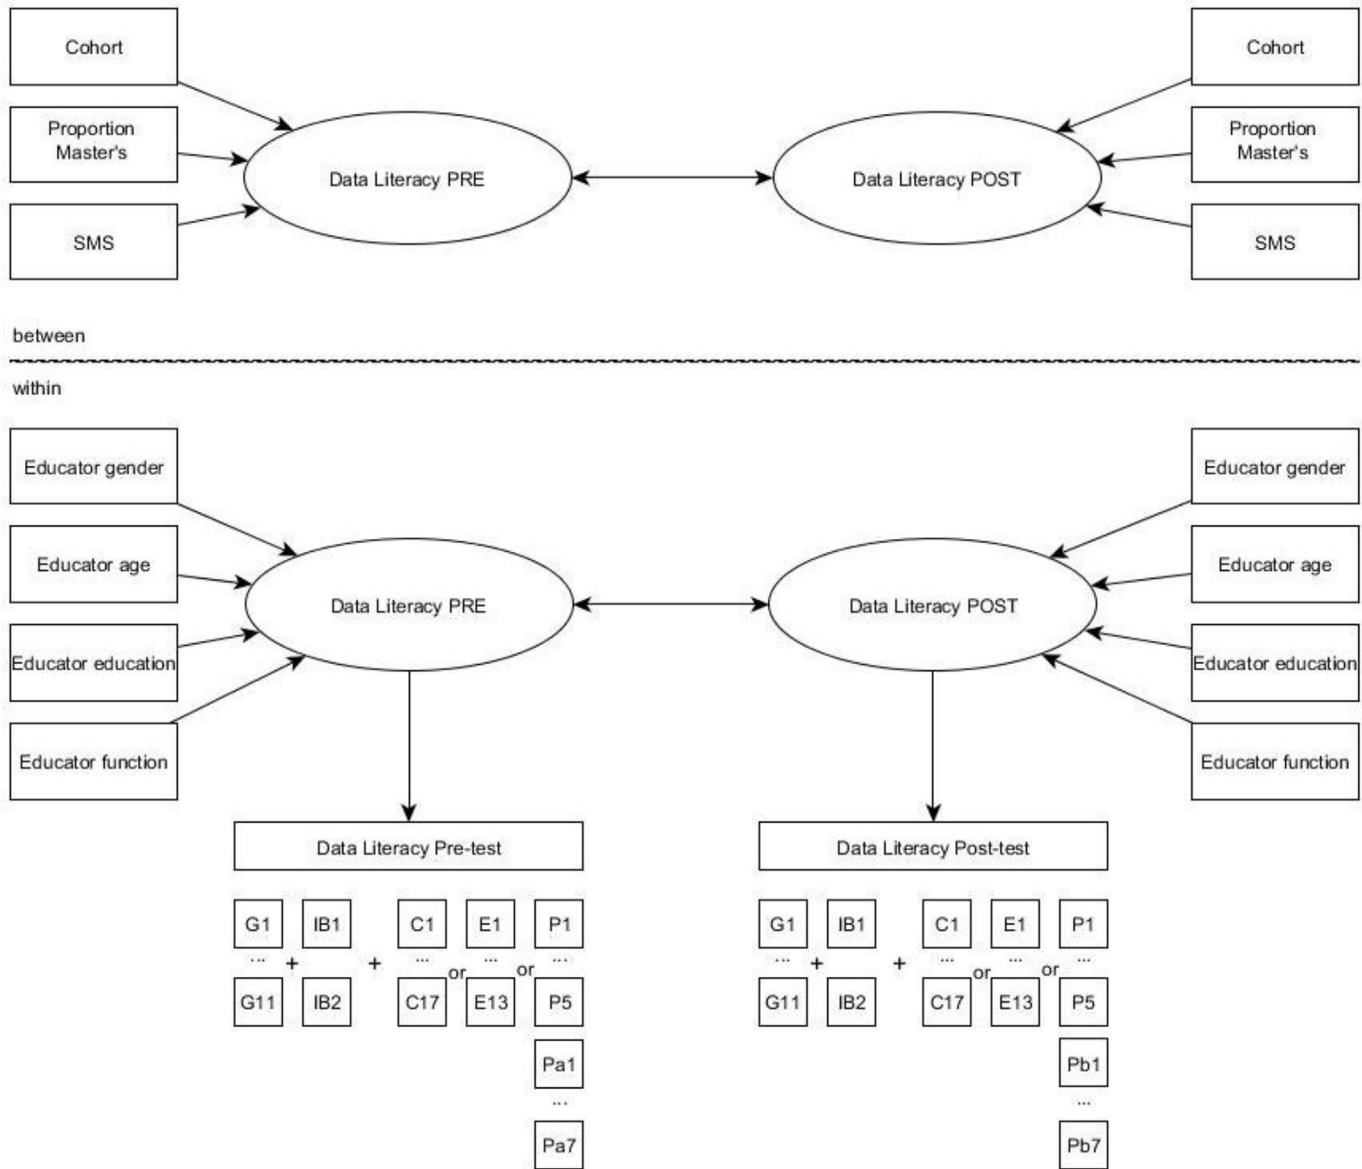 Cohort
Cohort
Proportion
Master's
Proportion
Master's
Data Literacy PRE
Data Literacy POST
SMS
SMS
between
within
Educator gender
Educator gender
Educator age
Educator age
Data Literacy PRE
Data Literacy POST
Educator education
Educator education
Educator function
Educator function
Data Literacy Pre-test
Data Literacy Post-test
G1 IB1 C1 E1 P1
... + + ... or ... or ...
G11 IB2 C17 E13 P5
Pa1
...
Pa7
G1 IB1 C1 E1 P1
... + + ... or ... or ...
G11 IB2 C17 E13 P5
Pb1
...
Pb7